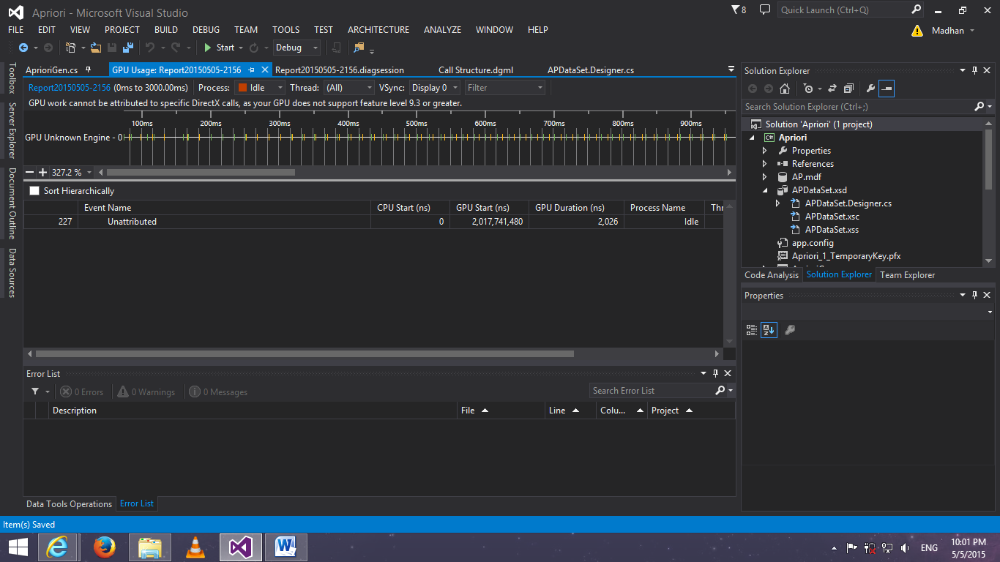 Apriori - Microsoft Visual Studio
8
Quick Launch (Ctrl+Q)
FILE EDIT VIEW PROJECT BUILD DEBUG TEAM TOOLS TEST ARCHITECTURE ANALYZE WINDOW HELP
Madhan
Start
Debug
Toolbox
Server Explorer
Document Outline
Data Sources
AprioriGen.cs
GPU Usage: Report20150505-2156
Report20150505-2156.diagsession
Call Structure.dgml
APDataSet.Designer.cs
Report20150505-2156 (0ms to 3000.00ms) Process: Idle Thread: (All) VSync: Display 0 Filter
GPU work cannot be attributed to specific DirectX calls, as your GPU does not support feature level 9.3 or greater.
100ms 200ms 300ms 400ms 500ms 600ms 700ms 800ms 900ms
GPU Unknown Engine - 0
327.2 %
Sort Hierarchically
Event Name CPU Start (ns) GPU Start (ns) GPU Duration (ns) Process Name Thr
227 Unattributed 0 2,017,741,480 2,026 Idle
Error List
0 Errors 0 Warnings 0 Messages
Search Error List
Description File Line Colu... Project
Data Tools Operations Error List
Solution Explorer
Search Solution Explorer (Ctrl+;)
Solution 'Apriori' (1 project)
C# Apriori
Properties
References
AP.mdf
APDataSet.xsd
APDataSet.Designer.cs
APDataSet.xsc
APDataSet.xss
app.config
Apriori_1_TemporaryKey.pfx
Code Analysis Solution Explorer Team Explorer
Properties
Item(s) Saved
ENG
10:01 PM
5/5/2015